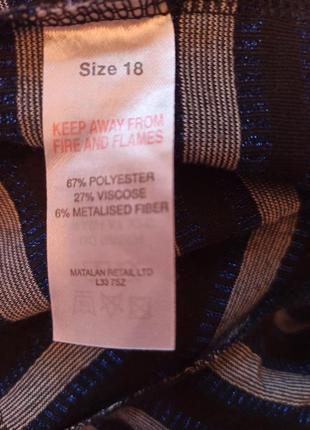 Size 18
KEEP AWAY FROM
FIRE AND FLAMES
67% POLYESTER
27% VISCOSE
6% METALISED FIBER
MATALAN RETAIL LTD
L33 7SZ